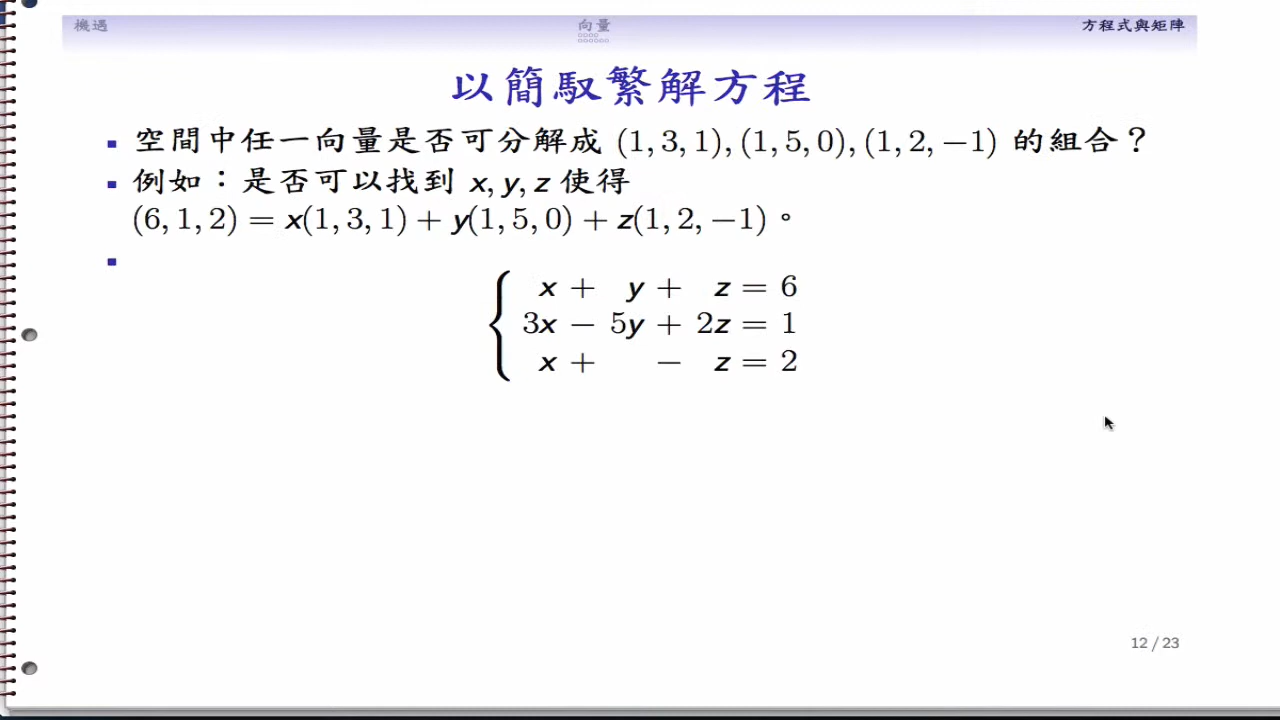 機遇 向量 方程式與矩陣
以簡馭繁解方程
空間中任一向量是否可分解成 (1, 3, 1), (1, 5, 0), (1, 2, −1) 的組合？
例如：是否可以找到 x, y, z 使得
(6, 1, 2) = x(1, 3, 1) + y(1, 5, 0) + z(1, 2, −1)。
x + y + z = 6
3x − 5y + 2z = 1
x + − z = 2
12 / 23